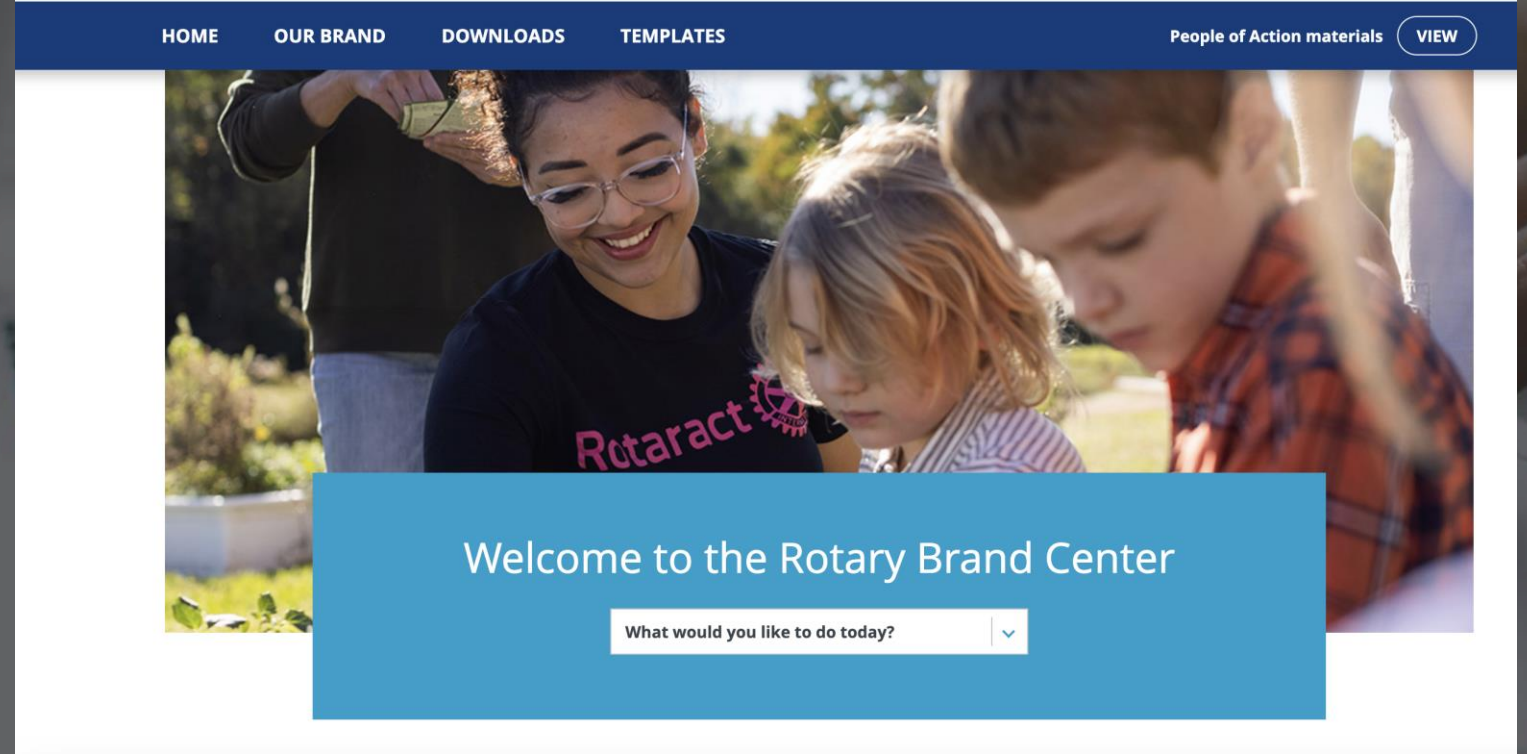 HOME OUR BRAND DOWNLOADS TEMPLATES People of Action materials VIEW
Rotaract
Welcome to the Rotary Brand Center
What would you like to do today?